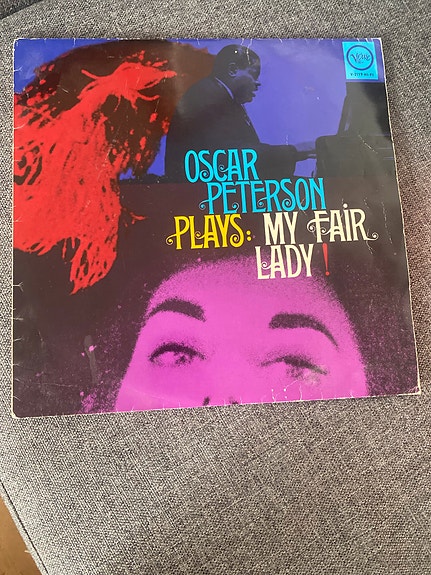 Verve
OSCAR
PETERSON
PLAYS: MY FAIR
LADY!